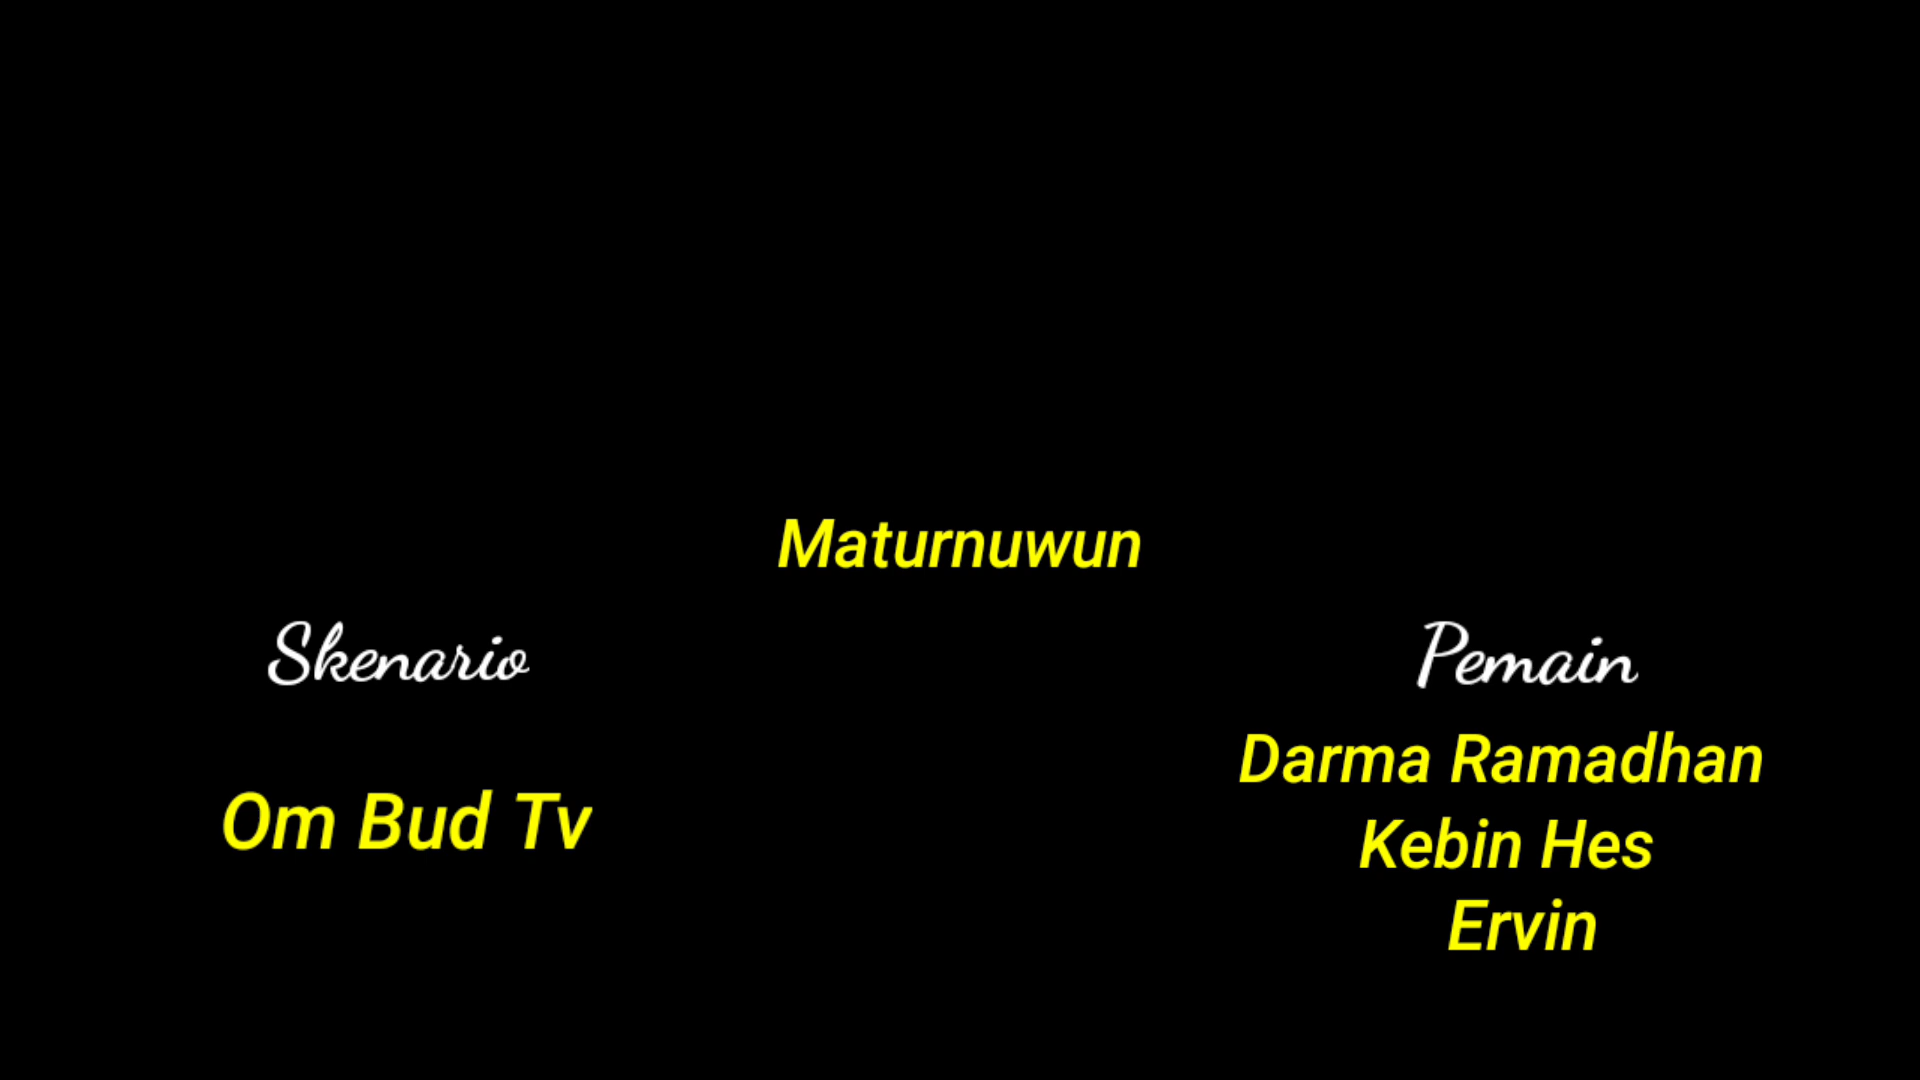 Maturnuwun
Skenario
Om Bud Tv
Pemain
Darma Ramadhan
Kebin Hes
Ervin